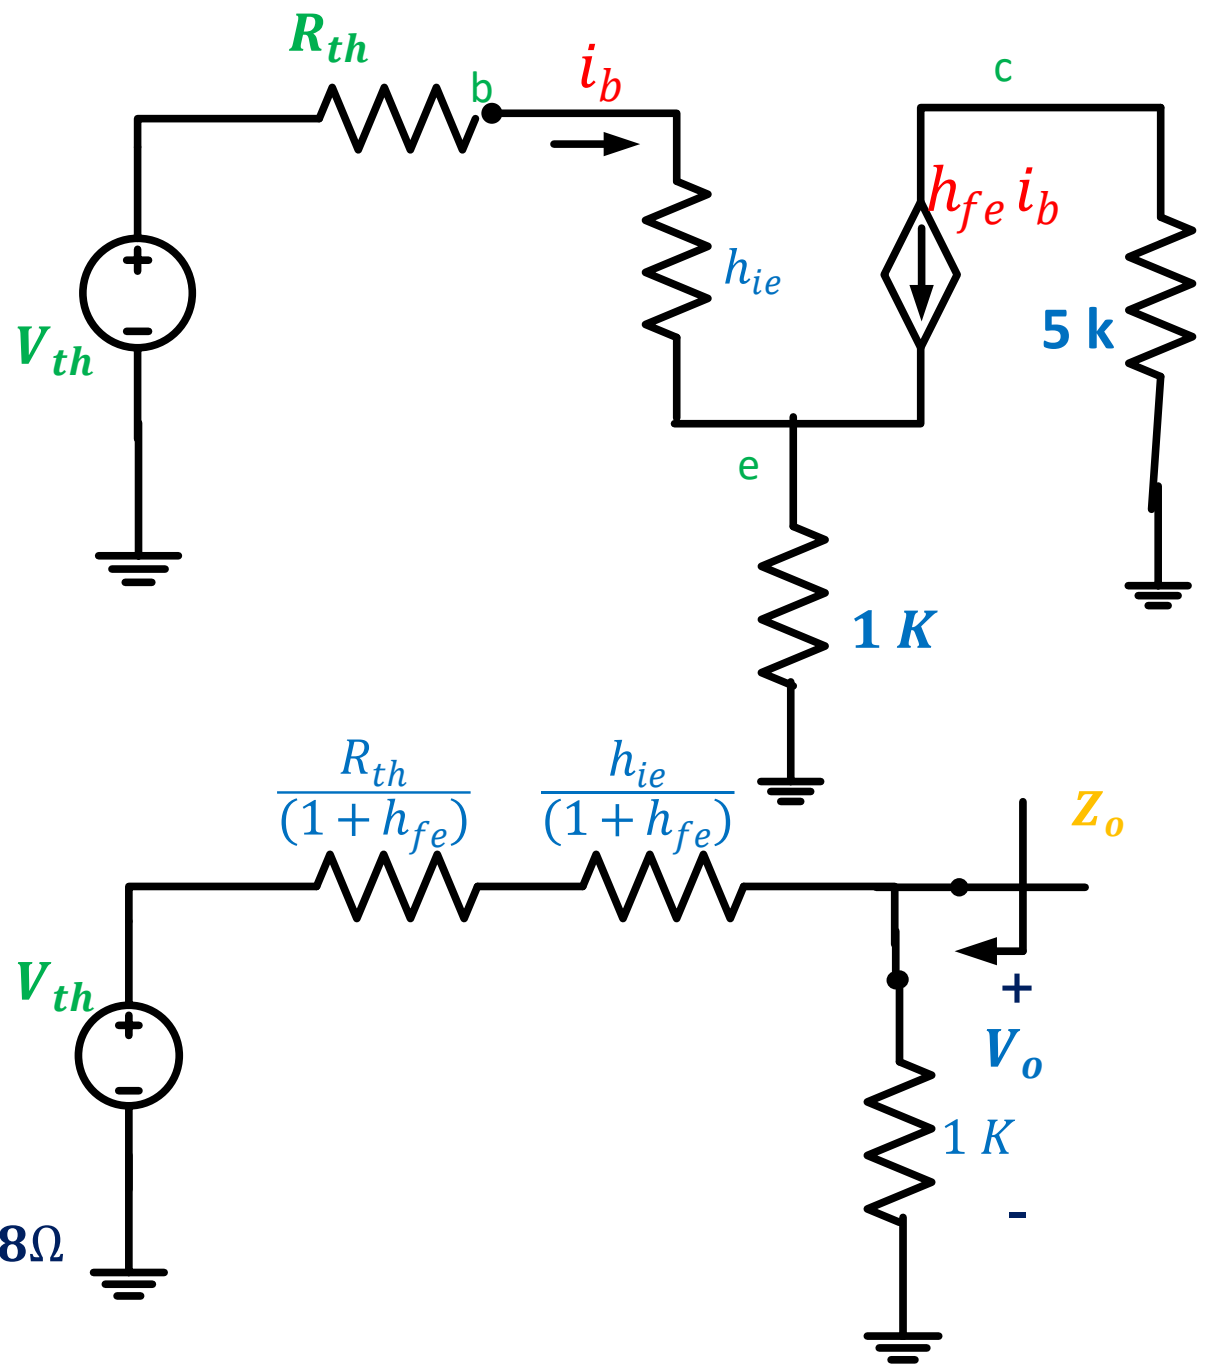 R_th
b
i_b
c
h_fe i_b
h_ie
5 k
+
-
V_th
e
1 K
R_th/(1 + h_fe)
h_ie/(1 + h_fe)
Z_o
V_th
+
-
+
V_o
1 K
-
8Ω